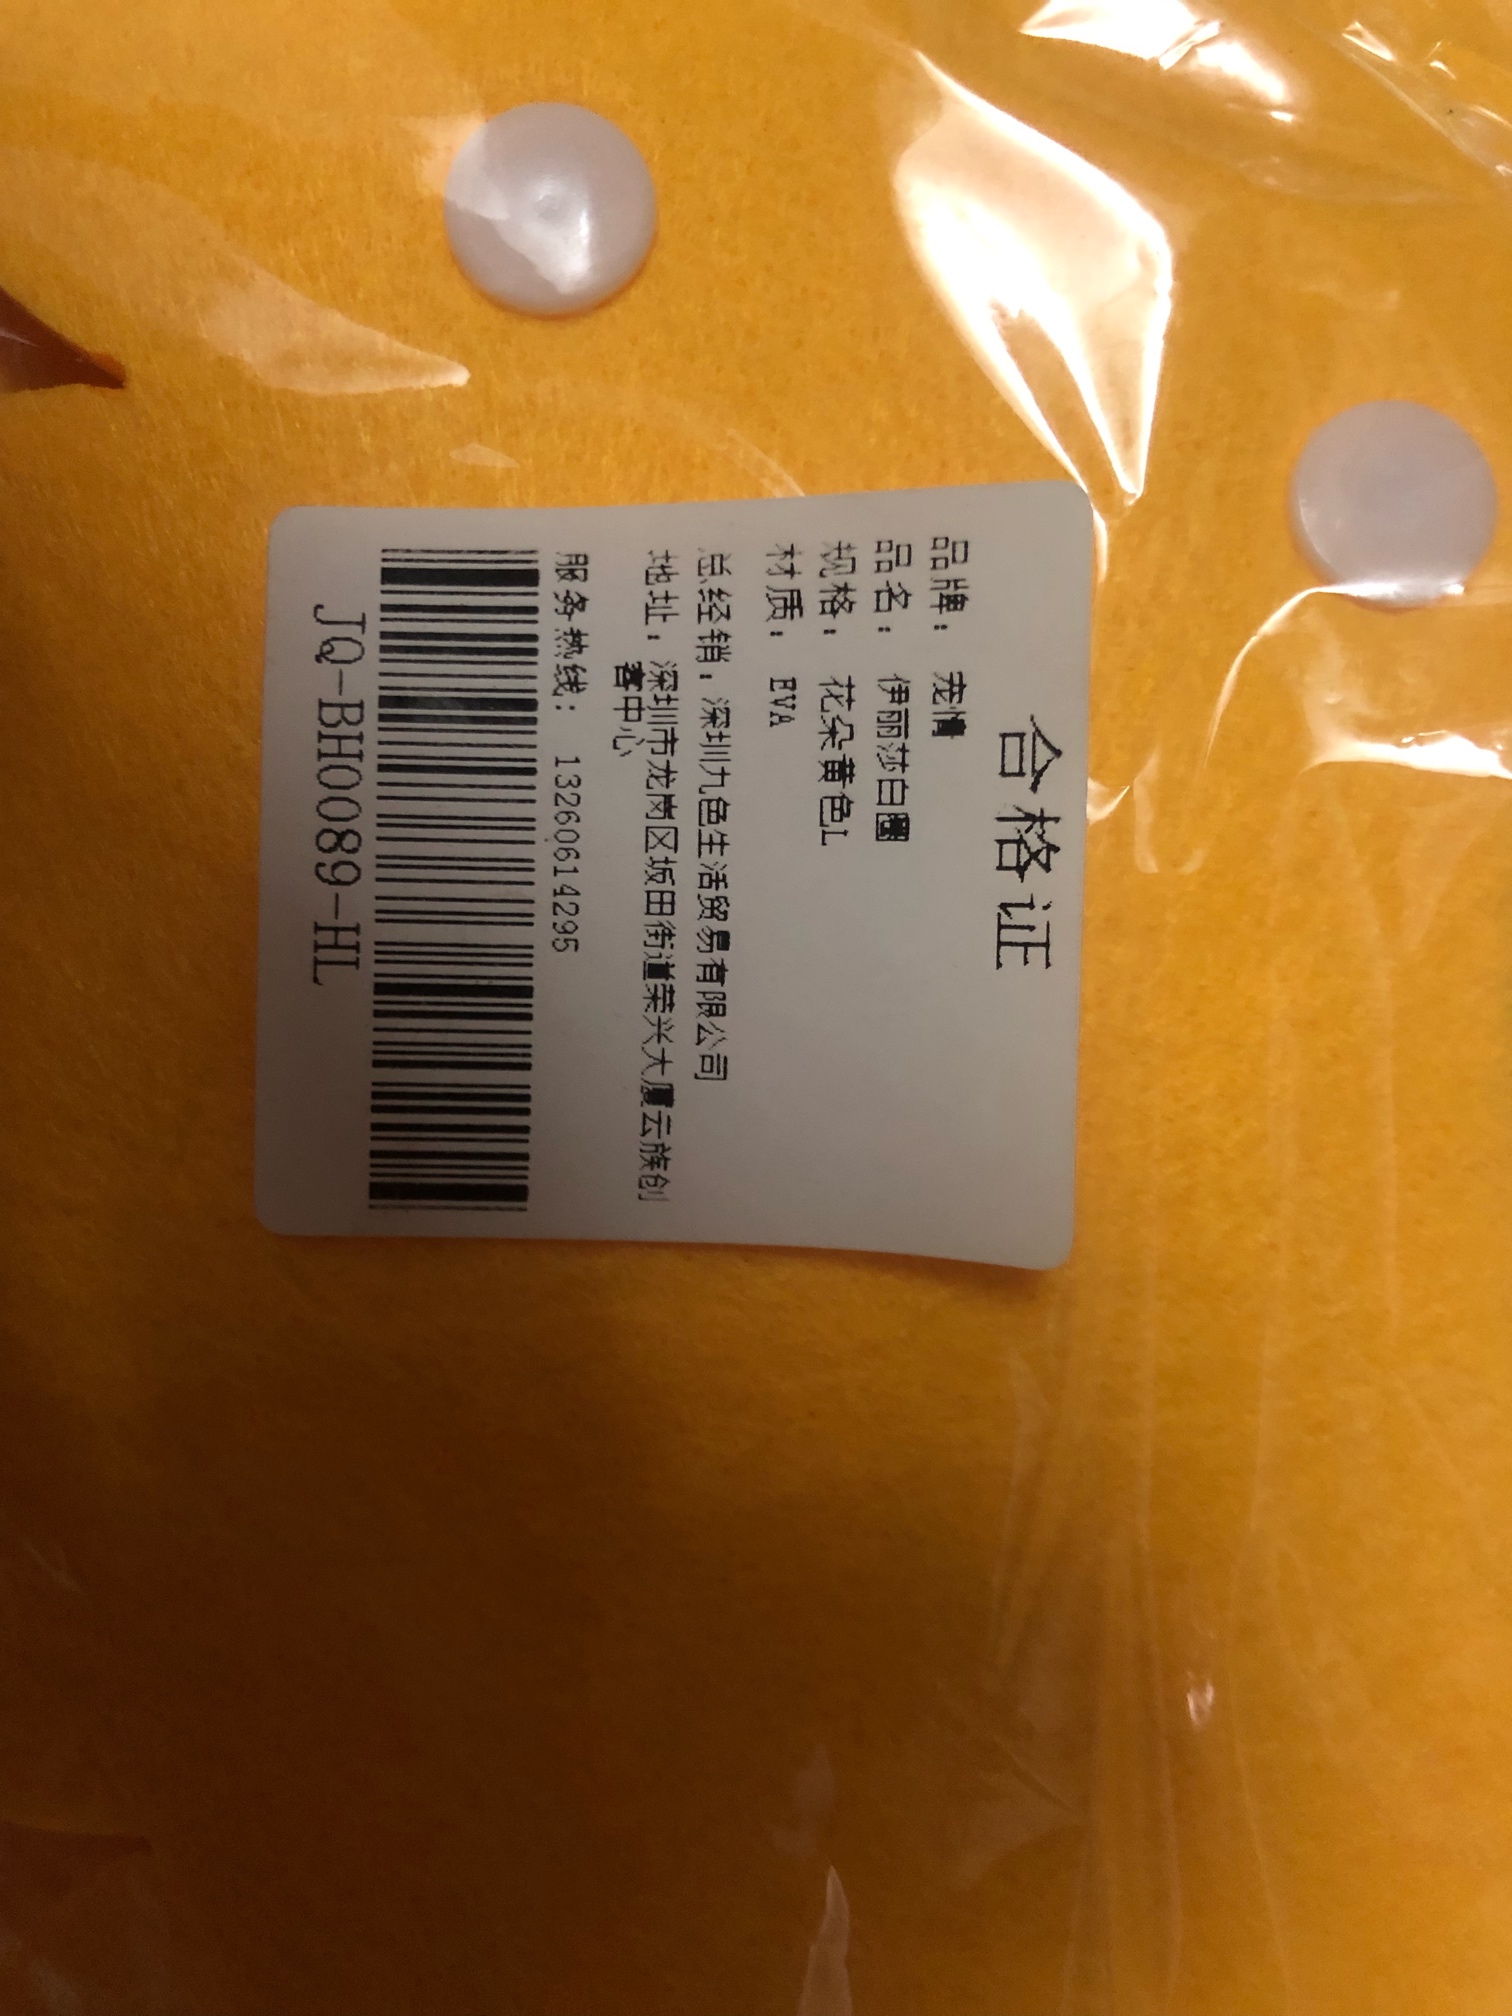 合格证
品牌： 宠情
品名： 伊丽莎白圈
规格： 花朵黄色L
材质： EVA
总经销：深圳九色生活贸易有限公司
地址：深圳市龙岗区坂田街道荣兴大厦云族创
客中心
服务热线： 13260614295
JQ-BH0089-HL